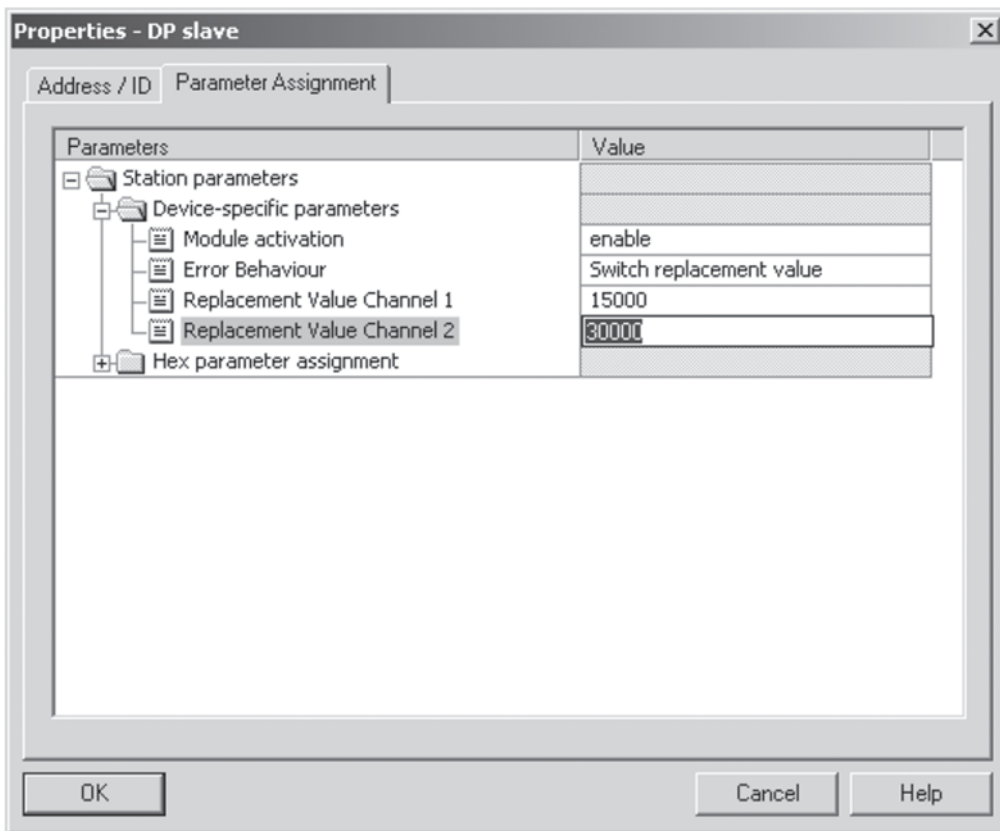 Properties - DP slave
Address / ID Parameter Assignment
Parameters Value
Station parameters
Device-specific parameters
Module activation enable
Error Behaviour Switch replacement value
Replacement Value Channel 1 15000
Replacement Value Channel 2 30000
Hex parameter assignment
OK Cancel Help